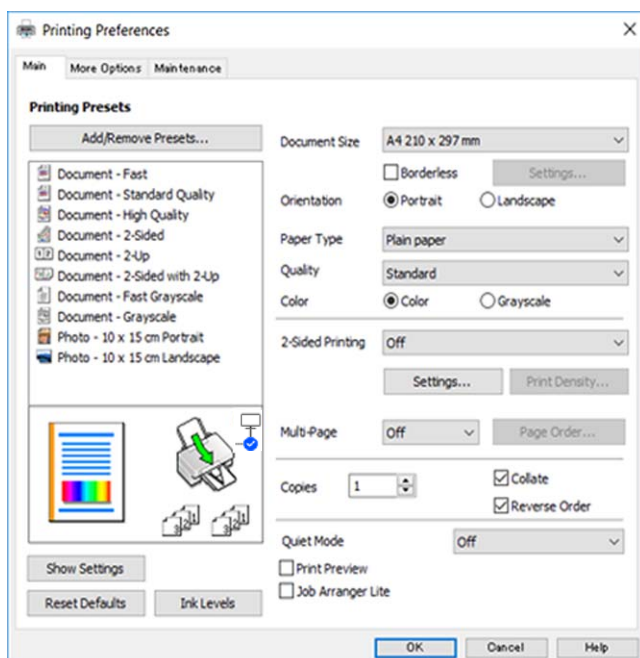 Printing Preferences
Main More Options Maintenance
Printing Presets
Add/Remove Presets...
Document - Fast
Document - Standard Quality
Document - High Quality
Document - 2-Sided
Document - 2-Up
Document - 2-Sided with 2-Up
Document - Fast Grayscale
Document - Grayscale
Photo - 10 x 15 cm Portrait
Photo - 10 x 15 cm Landscape
Show Settings
Reset Defaults Ink Levels
Document Size A4 210 x 297 mm
Borderless Settings...
Orientation Portrait Landscape
Paper Type Plain paper
Quality Standard
Color Color Grayscale
2-Sided Printing Off
Settings... Print Density...
Multi-Page Off Page Order...
Copies 1 Collate
Reverse Order
Quiet Mode Off
Print Preview
Job Arranger Lite
OK Cancel Help